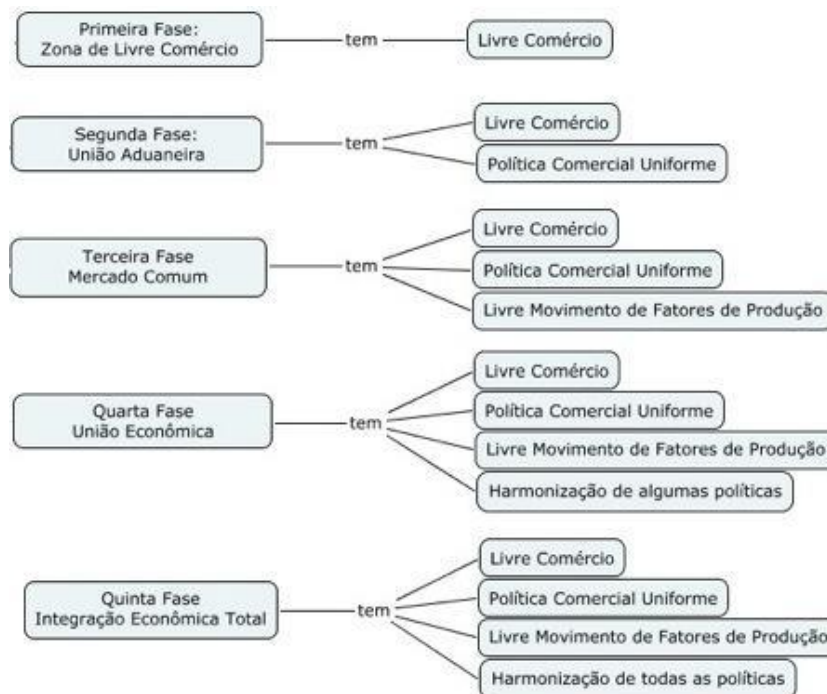 Primeira Fase:
Zona de Livre Comércio
tem
Livre Comércio
Segunda Fase:
União Aduaneira
tem
Livre Comércio
Política Comercial Uniforme
Terceira Fase
Mercado Comum
tem
Livre Comércio
Política Comercial Uniforme
Livre Movimento de Fatores de Produção
Quarta Fase
União Econômica
tem
Livre Comércio
Política Comercial Uniforme
Livre Movimento de Fatores de Produção
Harmonização de algumas políticas
Quinta Fase
Integração Econômica Total
tem
Livre Comércio
Política Comercial Uniforme
Livre Movimento de Fatores de Produção
Harmonização de todas as políticas